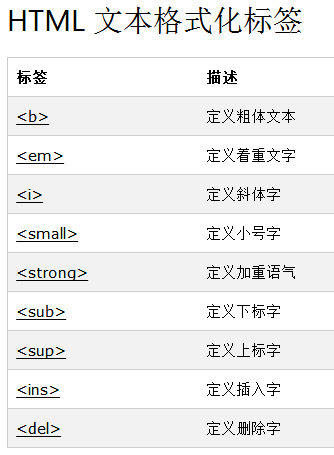 HTML 文本格式化标签
标签 描述
<b> 定义粗体文本
<em> 定义着重文字
<i> 定义斜体字
<small> 定义小号字
<strong> 定义加重语气
<sub> 定义下标字
<sup> 定义上标字
<ins> 定义插入字
<del> 定义删除字